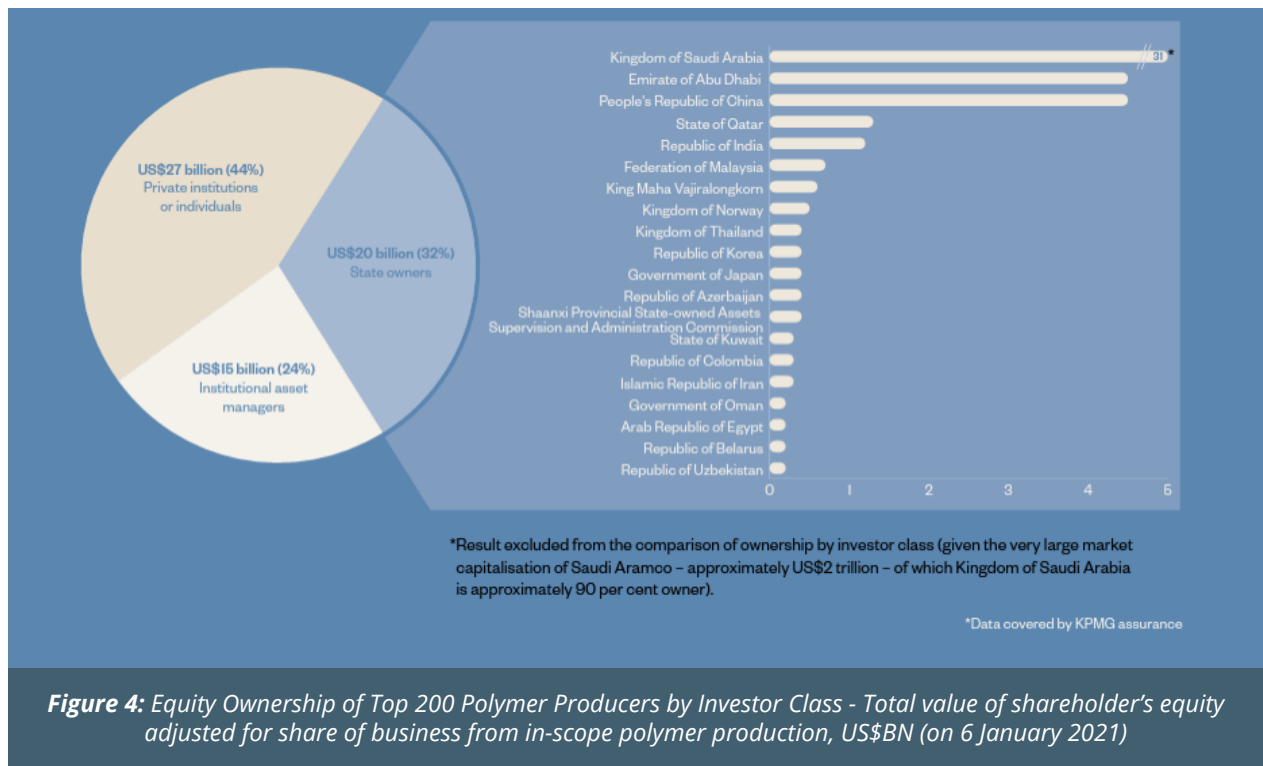 US$27 billion (44%)
Private institutions
or individuals
US$20 billion (32%)
State owners
US$15 billion (24%)
Institutional asset
managers
Kingdom of Saudi Arabia
31 *
Emirate of Abu Dhabi
People's Republic of China
State of Qatar
Republic of India
Federation of Malaysia
King Maha Vajiralongkorn
Kingdom of Norway
Kingdom of Thailand
Republic of Korea
Government of Japan
Republic of Azerbaijan
Shaanxi Provincial State-owned Assets
Supervision and Administration Commission
State of Kuwait
Republic of Colombia
Islamic Republic of Iran
Government of Oman
Arab Republic of Egypt
Republic of Belarus
Republic of Uzbekistan
0 1 2 3 4 5
*Result excluded from the comparison of ownership by investor class (given the very large market
capitalisation of Saudi Aramco – approximately US$2 trillion – of which Kingdom of Saudi Arabia
is approximately 90 per cent owner).
*Data covered by KPMG assurance
Figure 4: Equity Ownership of Top 200 Polymer Producers by Investor Class - Total value of shareholder's equity
adjusted for share of business from in-scope polymer production, US$BN (on 6 January 2021)